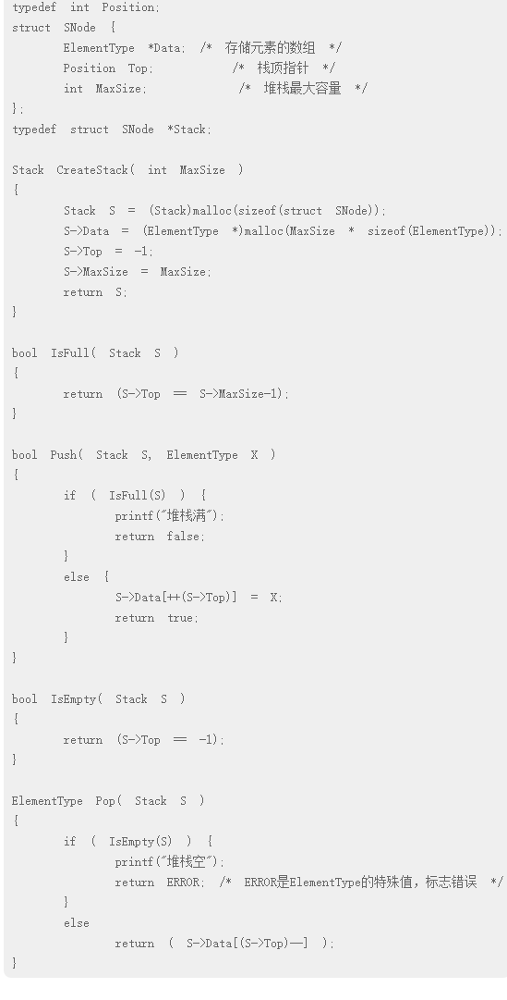 typedef int Position;
struct SNode {
ElementType *Data; /* 存储元素的数组 */
Position Top; /* 栈顶指针 */
int MaxSize; /* 堆栈最大容量 */
};
typedef struct SNode *Stack;
Stack CreateStack( int MaxSize )
{
Stack S = (Stack)malloc(sizeof(struct SNode));
S->Data = (ElementType *)malloc(MaxSize * sizeof(ElementType));
S->Top = -1;
S->MaxSize = MaxSize;
return S;
}
bool IsFull( Stack S )
{
return (S->Top == S->MaxSize-1);
}
bool Push( Stack S, ElementType X )
{
if ( IsFull(S) ) {
printf("堆栈满");
return false;
}
else {
S->Data[++(S->Top)] = X;
return true;
}
}
bool IsEmpty( Stack S )
{
return (S->Top == -1);
}
ElementType Pop( Stack S )
{
if ( IsEmpty(S) ) {
printf("堆栈空");
return ERROR; /* ERROR是ElementType的特殊值，标志错误 */
}
else
return ( S->Data[(S->Top)--] );
}